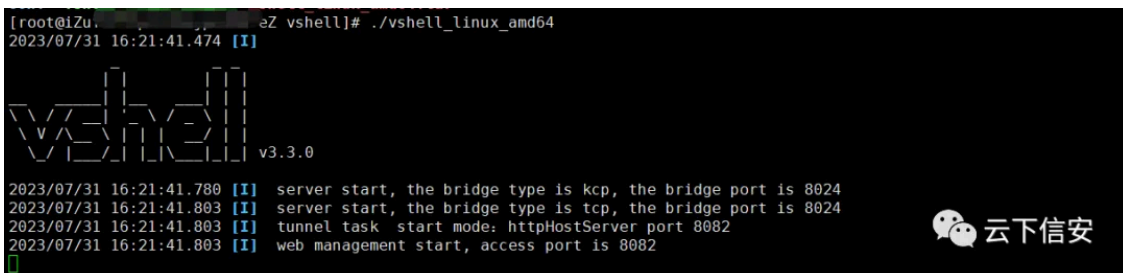 [root@iZu eZ vshell]# ./vshell_linux_amd64
2023/07/31 16:21:41.474 [I]
vshell
v3.3.0
2023/07/31 16:21:41.780 [I] server start, the bridge type is kcp, the bridge port is 8024
2023/07/31 16:21:41.803 [I] server start, the bridge type is tcp, the bridge port is 8024
2023/07/31 16:21:41.803 [I] tunnel task start mode：httpHostServer port 8082
2023/07/31 16:21:41.803 [I] web management start, access port is 8082
云下信安